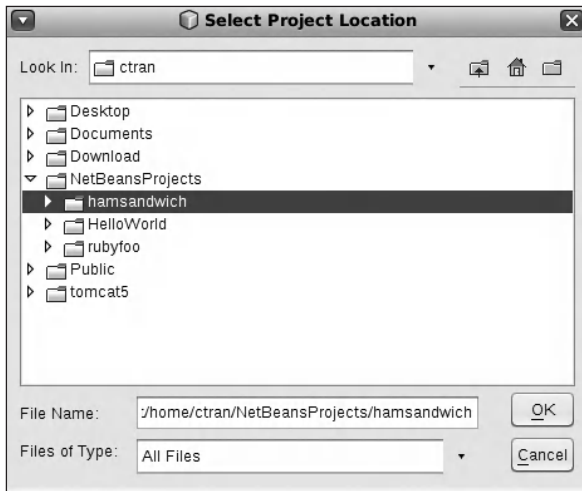 Select Project Location
Look In: ctran
Desktop
Documents
Download
NetBeansProjects
hamsandwich
HelloWorld
rubyfoo
Public
tomcat5
File Name: :/home/ctran/NetBeansProjects/hamsandwich OK
Files of Type: All Files Cancel